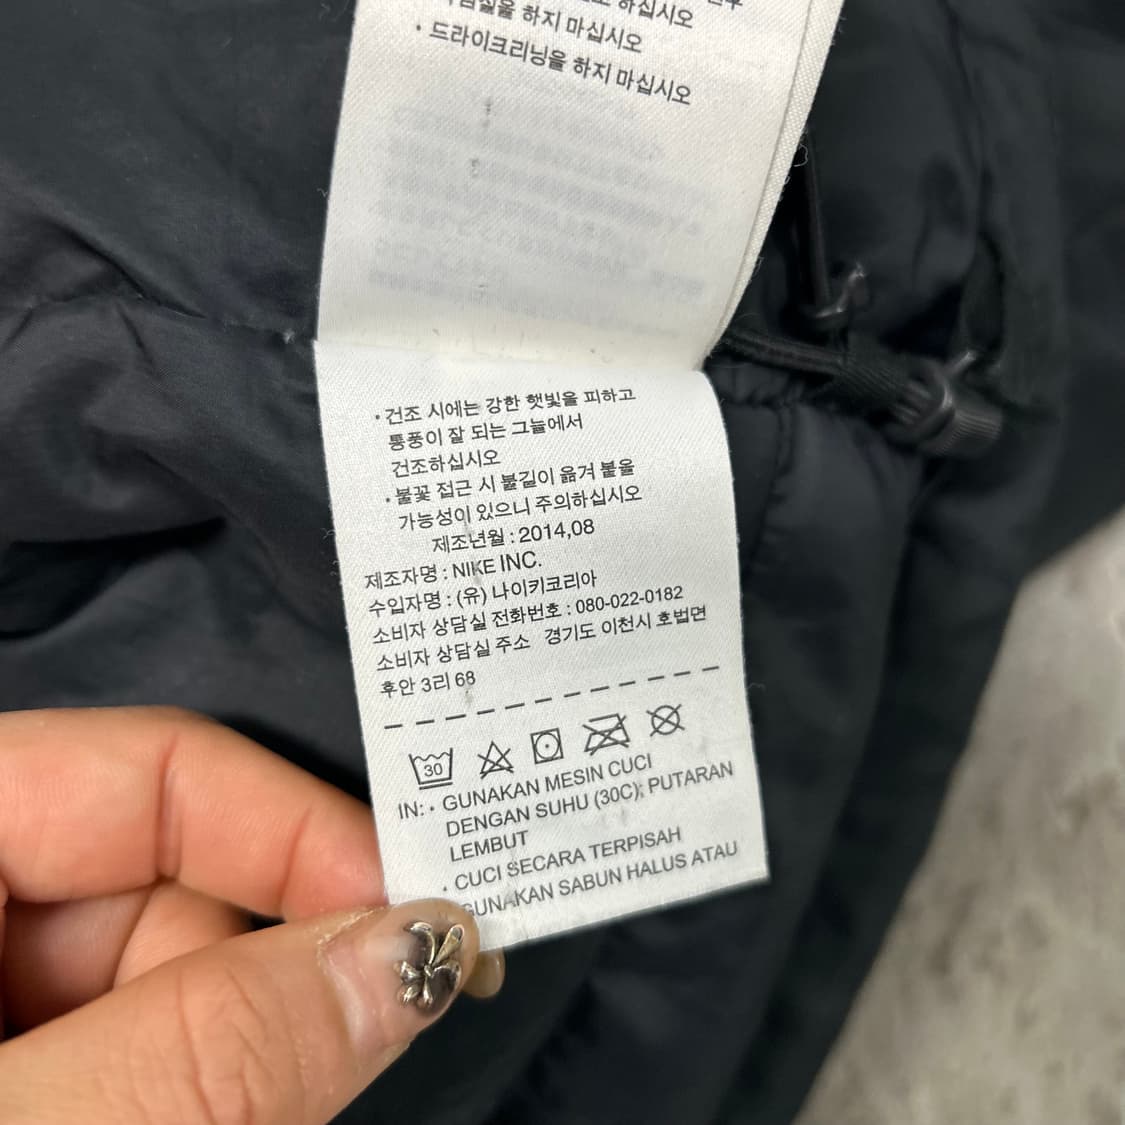 하십시오
하지 마십시오
· 드라이크리닝을 하지 마십시오
· 건조 시에는 강한 햇빛을 피하고
통풍이 잘 되는 그늘에서
건조하십시오
· 불꽃 접근 시 불길이 옮겨 붙을
가능성이 있으니 주의하십시오
제조년월 : 2014,08
제조자명 : NIKE INC.
수입자명 : (유) 나이키코리아
소비자 상담실 전화번호 : 080-022-0182
소비자 상담실 주소 경기도 이천시 호법면
후안 3리 68
30
IN: · GUNAKAN MESIN CUCI
DENGAN SUHU (30C); PUTARAN
LEMBUT
· CUCI SECARA TERPISAH
GUNAKAN SABUN HALUS ATAU